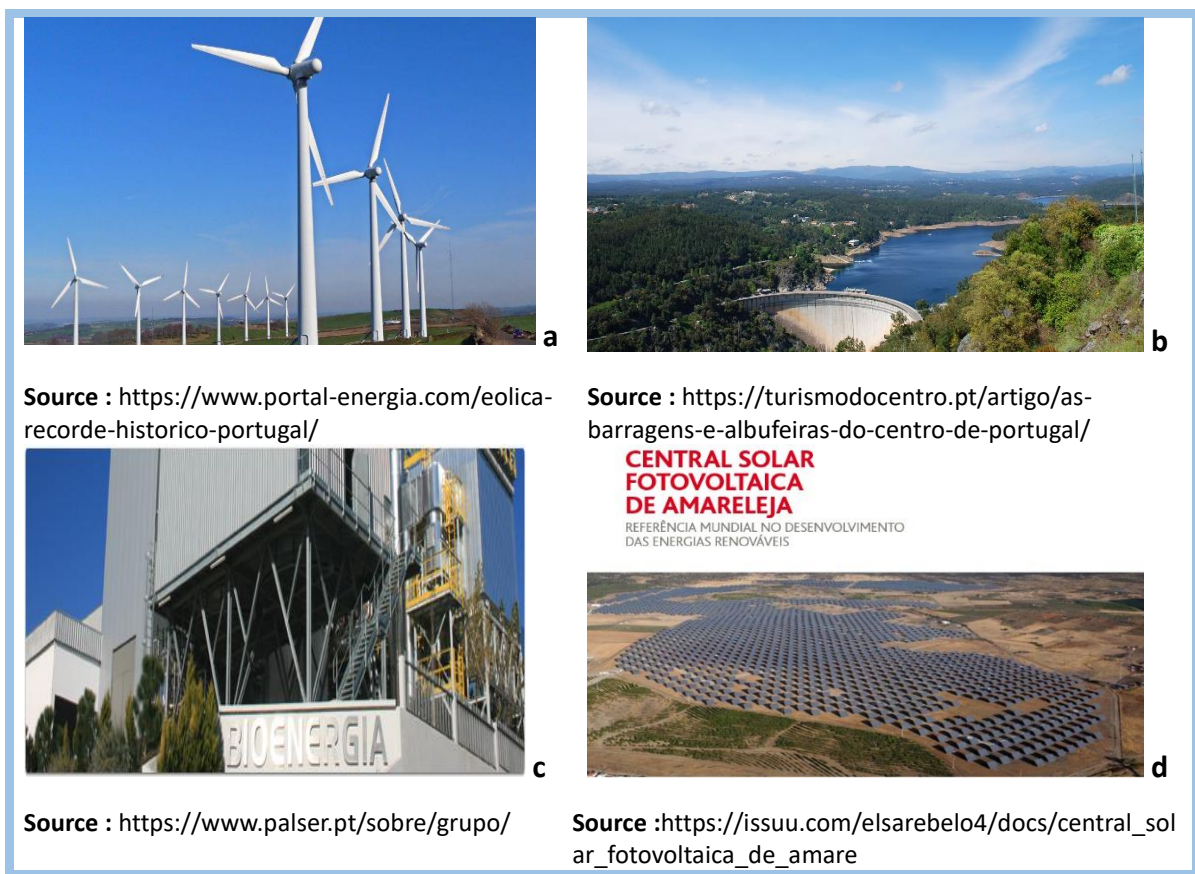 a
b
Source : https://www.portal-energia.com/eolica-
recorde-historico-portugal/
Source : https://turismodocentro.pt/artigo/as-
barragens-e-albufeiras-do-centro-de-portugal/
BIOENERGIA
c
CENTRAL SOLAR
FOTOVOLTAICA
DE AMARELEJA
REFERÊNCIA MUNDIAL NO DESENVOLVIMENTO
DAS ENERGIAS RENOVÁVEIS
d
Source : https://www.palser.pt/sobre/grupo/
Source :https://issuu.com/elsarebelo4/docs/central_sol
ar_fotovoltaica_de_amare